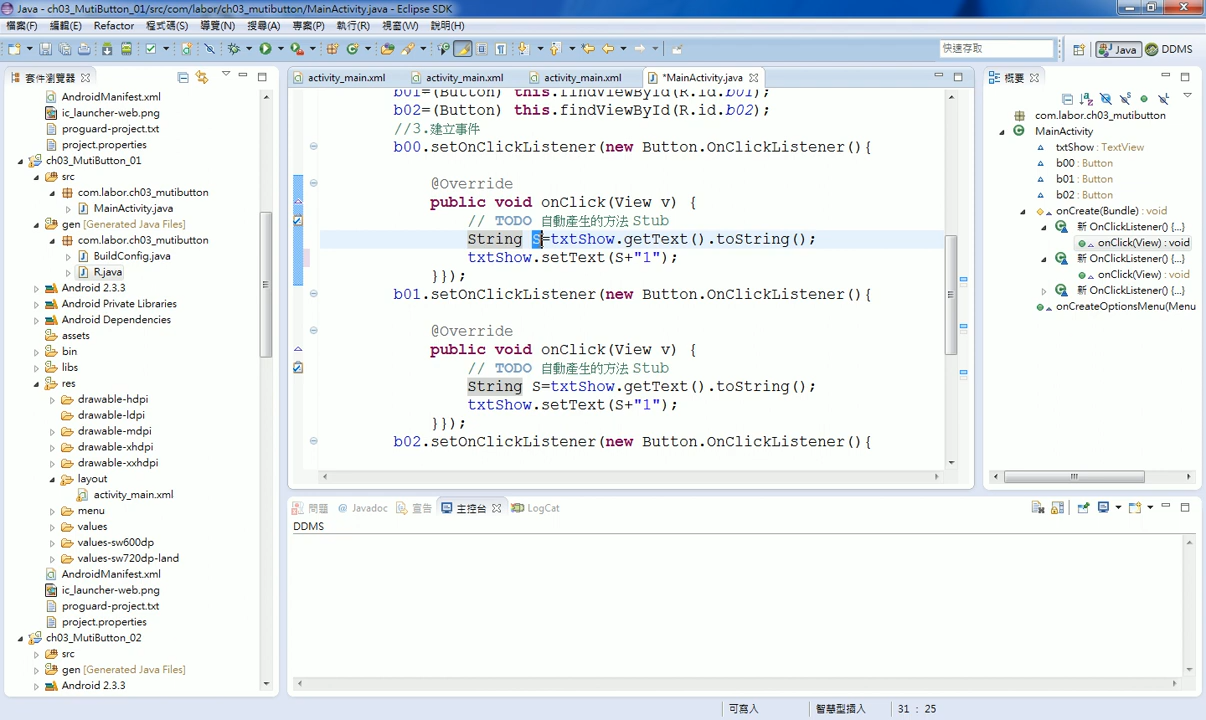 Java - ch03_MutiButton_01/src/com/labor/ch03_mutibutton/MainActivity.java - Eclipse SDK
檔案(F) 編輯(E) Refactor 程式碼(S) 導覽(N) 搜尋(A) 專案(P) 執行(R) 視窗(W) 說明(H)
快速存取
Java
DDMS
套件瀏覽器
AndroidManifest.xml
ic_launcher-web.png
proguard-project.txt
project.properties
ch03_MutiButton_01
src
com.labor.ch03_mutibutton
MainActivity.java
gen [Generated Java Files]
com.labor.ch03_mutibutton
BuildConfig.java
R.java
Android 2.3.3
Android Private Libraries
Android Dependencies
assets
bin
libs
res
drawable-hdpi
drawable-ldpi
drawable-mdpi
drawable-xhdpi
drawable-xxhdpi
layout
activity_main.xml
menu
values
values-sw600dp
values-sw720dp-land
AndroidManifest.xml
ic_launcher-web.png
proguard-project.txt
project.properties
ch03_MutiButton_02
src
gen [Generated Java Files]
Android 2.3.3
activity_main.xml activity_main.xml activity_main.xml *MainActivity.java
b01=(Button) this.findViewById(R.id.b01);
b02=(Button) this.findViewById(R.id.b02);
//3.建立事件
b00.setOnClickListener(new Button.OnClickListener(){
@Override
public void onClick(View v) {
// TODO 自動產生的方法 Stub
String S=txtShow.getText().toString();
txtShow.setText(S+"1");
}});
b01.setOnClickListener(new Button.OnClickListener(){
@Override
public void onClick(View v) {
// TODO 自動產生的方法 Stub
String S=txtShow.getText().toString();
txtShow.setText(S+"1");
}});
b02.setOnClickListener(new Button.OnClickListener(){
概要
com.labor.ch03_mutibutton
MainActivity
txtShow : TextView
b00 : Button
b01 : Button
b02 : Button
onCreate(Bundle) : void
新 OnClickListener() {...}
onClick(View) : void
新 OnClickListener() {...}
onClick(View) : void
新 OnClickListener() {...}
onCreateOptionsMenu(Menu
問題 @ Javadoc 宣告 主控台 LogCat
DDMS
可寫入 智慧型插入 31 : 25